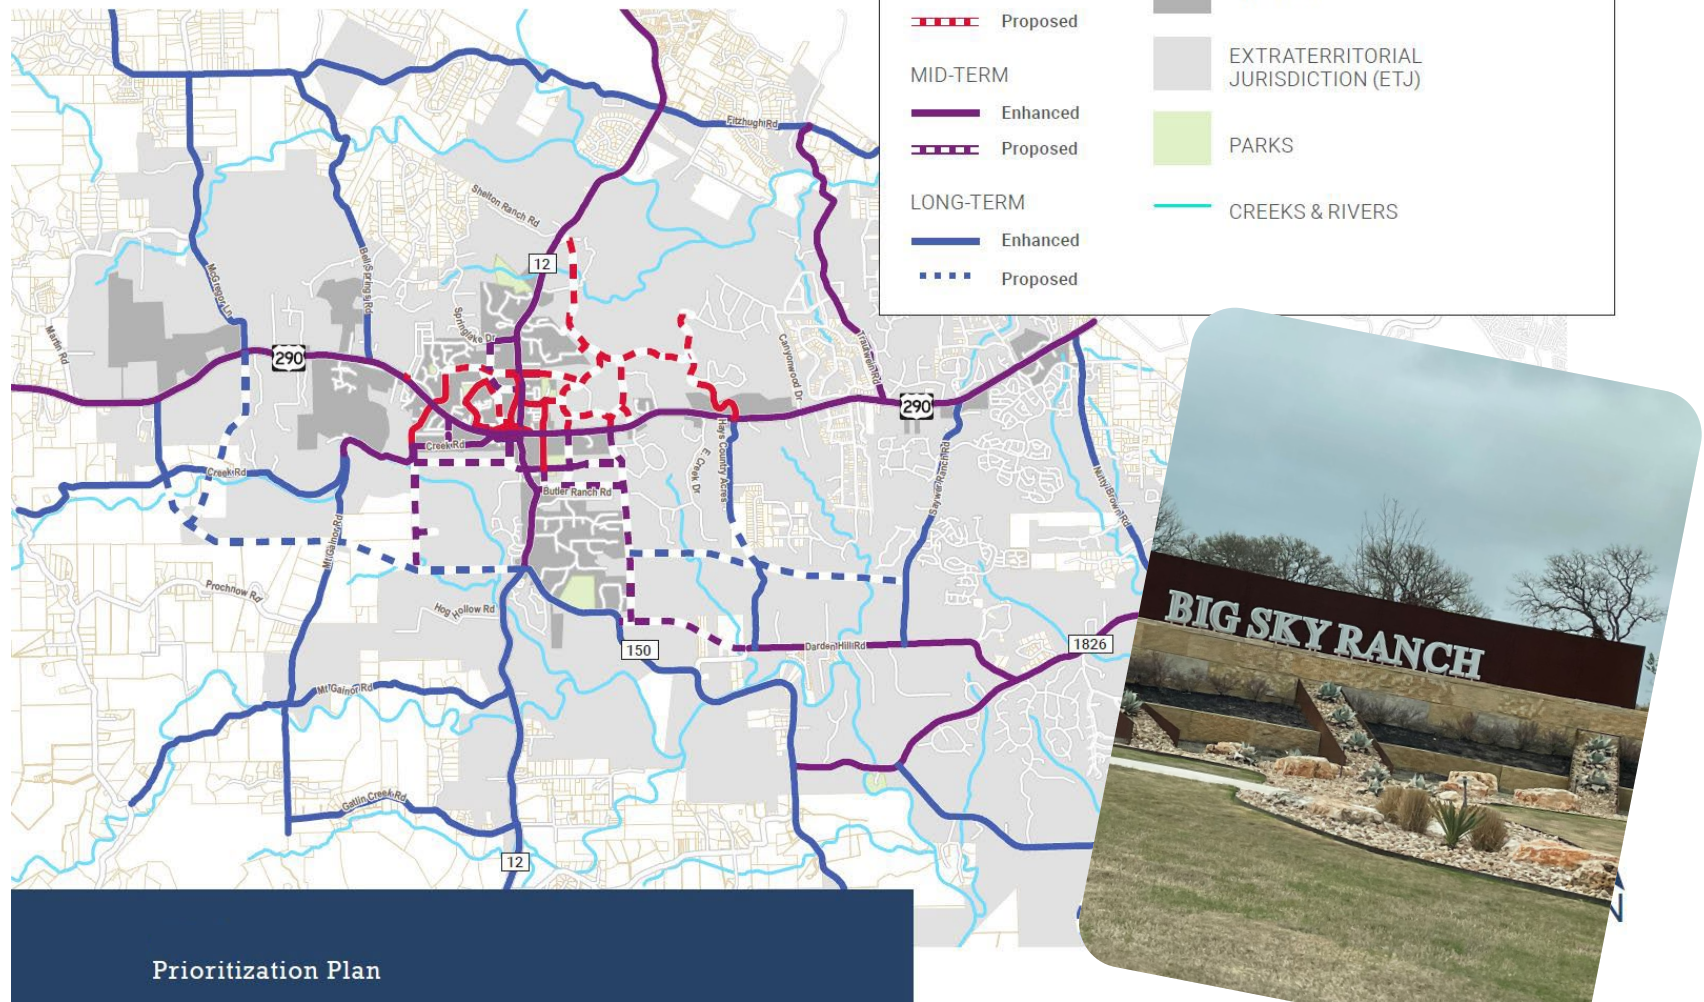 Proposed
MID-TERM
Enhanced
Proposed
LONG-TERM
Enhanced
Proposed
EXTRATERRITORIAL
JURISDICTION (ETJ)
PARKS
CREEKS & RIVERS
Fitzhugh Rd
Shelton Ranch Rd
12
Bell Springs Rd
McGregor Ln
Martin Rd
Springlake Dr
290
Canyonwood Dr
Trautwein Rd
290
Creek Rd
Hays Country Acres
E. Creek Dr
Sawyer Ranch Rd
Nutty Brown Rd
Creek Rd
Butler Ranch Rd
Mt Gainor Rd
Prochnow Rd
Hog Hollow Rd
150
Darden Hill Rd
1826
Mt Gainor Rd
Gatlin Creek Rd
12
BIG SKY RANCH
N
Prioritization Plan